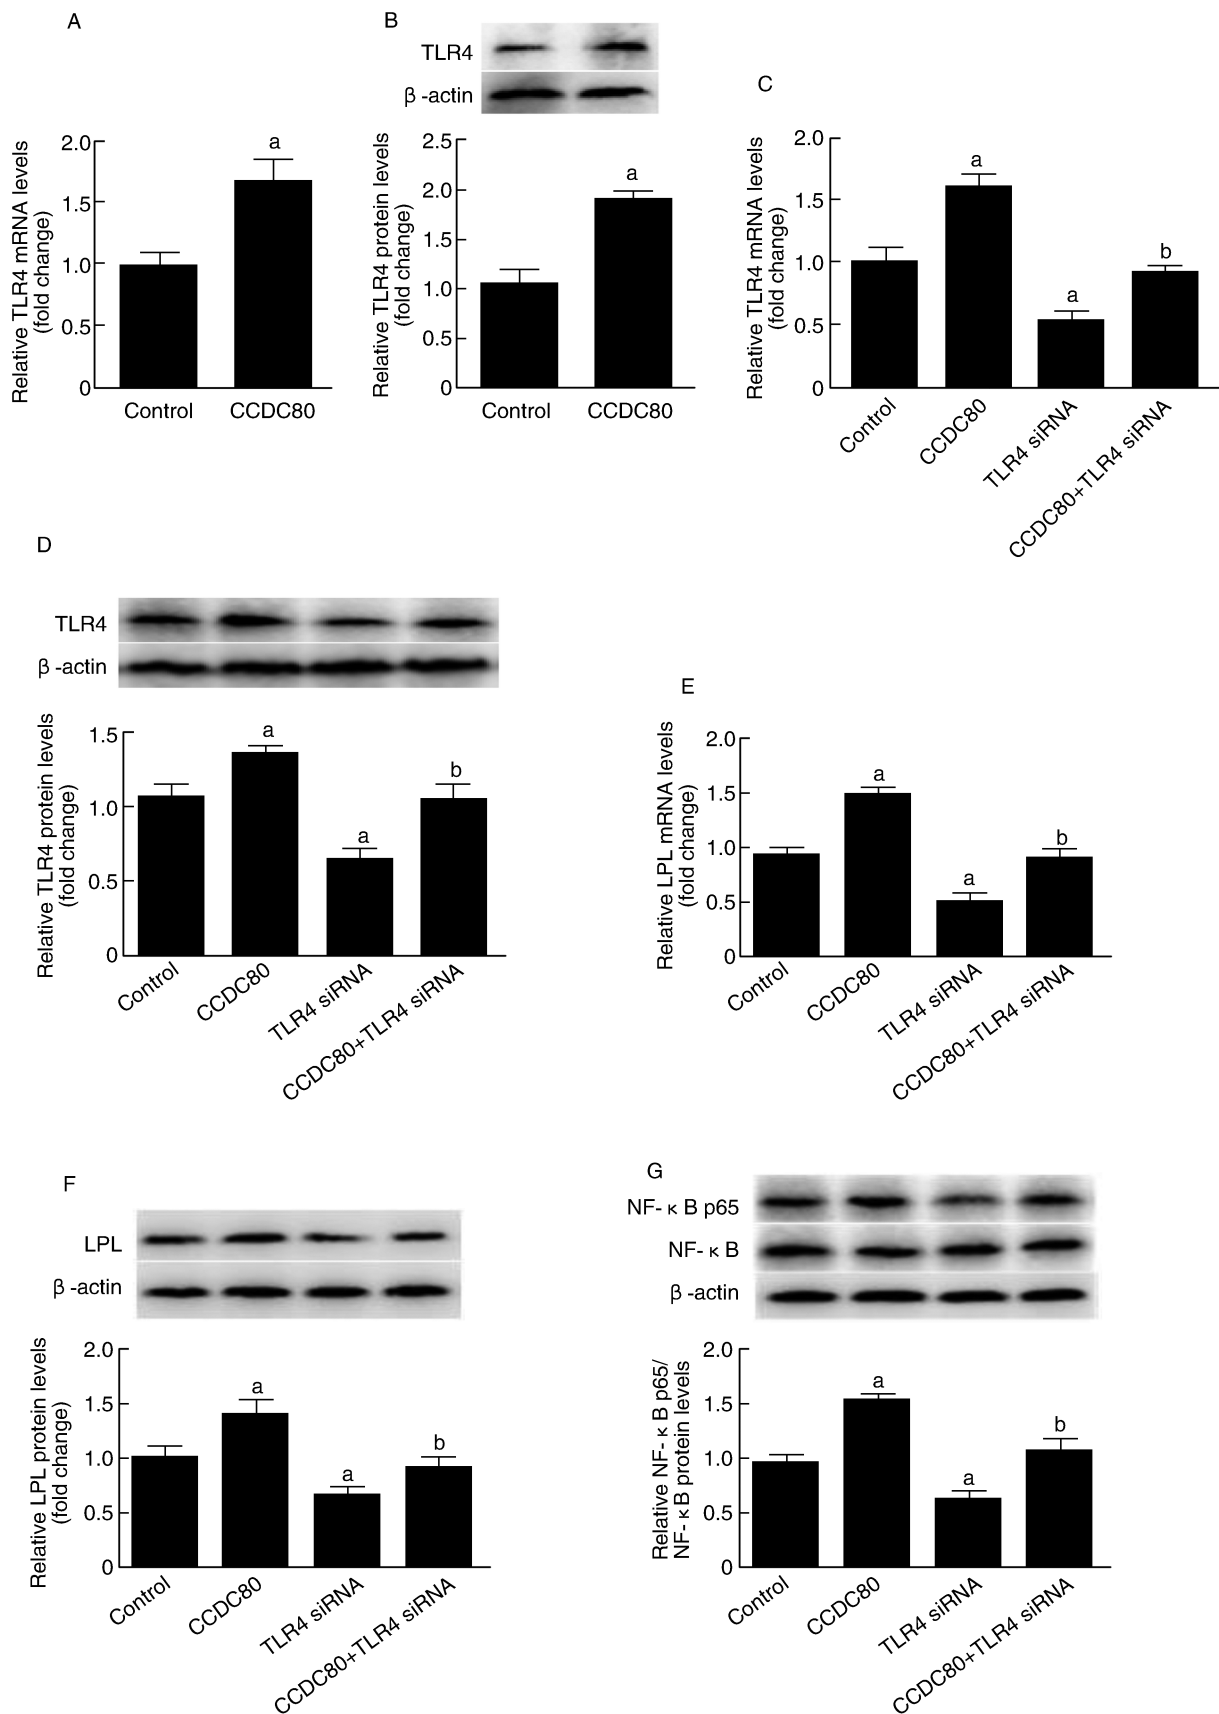 A
Relative TLR4 mRNA levels
(fold change)
2.0
1.5
1.0
0.5
0
a
Control
CCDC80
B
TLR4
β -actin
Relative TLR4 protein levels
(fold change)
2.5
2.0
1.5
1.0
0.5
0
a
Control
CCDC80
C
Relative TLR4 mRNA levels
(fold change)
2.0
1.5
1.0
0.5
0
a
a
b
Control
CCDC80
TLR4 siRNA
CCDC80+TLR4 siRNA
D
TLR4
β -actin
Relative TLR4 protein levels
(fold change)
1.5
1.0
0.5
0
a
a
b
Control
CCDC80
TLR4 siRNA
CCDC80+TLR4 siRNA
E
Relative LPL mRNA levels
(fold change)
2.0
1.5
1.0
0.5
0
a
a
b
Control
CCDC80
TLR4 siRNA
CCDC80+TLR4 siRNA
F
LPL
β -actin
Relative LPL protein levels
(fold change)
2.0
1.5
1.0
0.5
0
a
a
b
Control
CCDC80
TLR4 siRNA
CCDC80+TLR4 siRNA
G
NF- κ B p65
NF- κ B
β -actin
Relative NF- κ B p65/
NF- κ B protein levels
2.0
1.5
1.0
0.5
0
a
a
b
Control
CCDC80
TLR4 siRNA
CCDC80+TLR4 siRNA